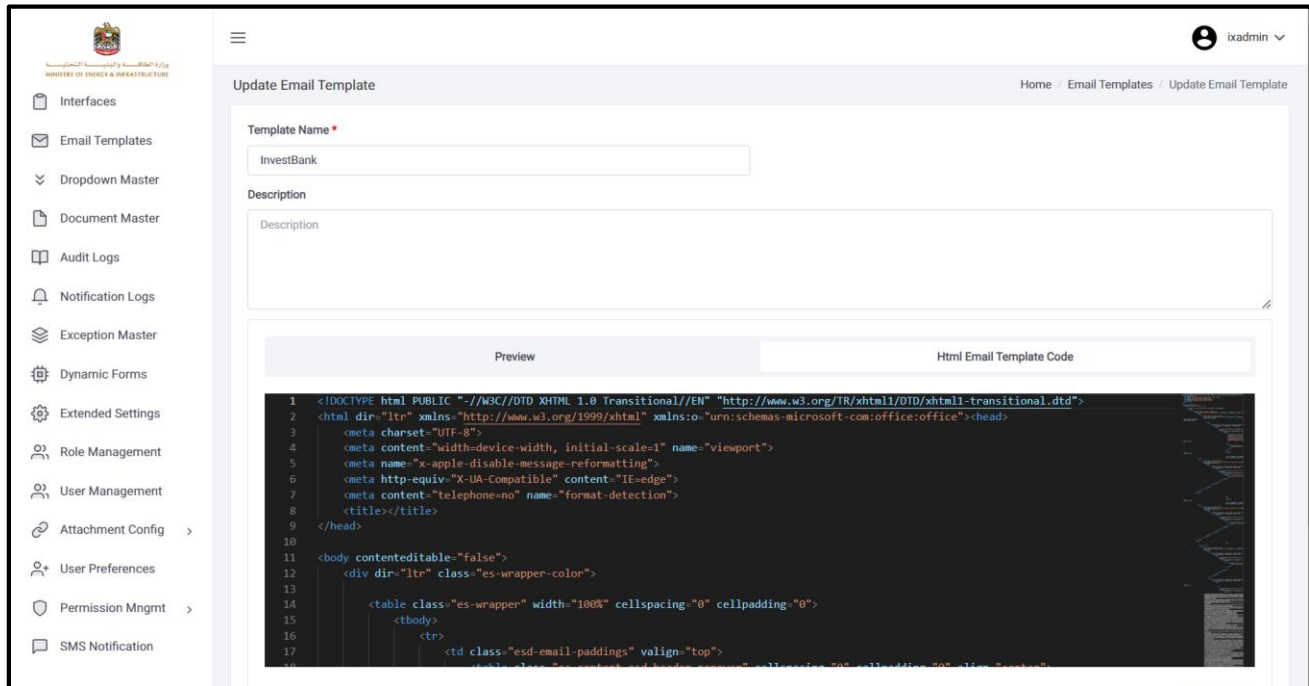 وزارة الطاقة والبنية التحتية
MINISTRY OF ENERGY & INFRASTRUCTURE
ixadmin
Update Email Template
Home / Email Templates / Update Email Template
Interfaces
Email Templates
Dropdown Master
Document Master
Audit Logs
Notification Logs
Exception Master
Dynamic Forms
Extended Settings
Role Management
User Management
Attachment Config
User Preferences
Permission Mngmt
SMS Notification
Template Name *
InvestBank
Description
Description
Preview
Html Email Template Code
1 <!DOCTYPE html PUBLIC "-//W3C//DTD XHTML 1.0 Transitional//EN" "http://www.w3.org/TR/xhtml1/DTD/xhtml1-transitional.dtd">
2 <html dir="ltr" xmlns="http://www.w3.org/1999/xhtml" xmlns:o="urn:schemas-microsoft-com:office:office"><head>
3 <meta charset="UTF-8">
4 <meta content="width=device-width, initial-scale=1" name="viewport">
5 <meta name="x-apple-disable-message-reformatting">
6 <meta http-equiv="X-UA-Compatible" content="IE=edge">
7 <meta content="telephone=no" name="format-detection">
8 <title></title>
9 </head>
10
11 <body contenteditable="false">
12 <div dir="ltr" class="es-wrapper-color">
13
14 <table class="es-wrapper" width="100%" cellspacing="0" cellpadding="0">
15 <tbody>
16 <tr>
17 <td class="esd-email-paddings" valign="top">